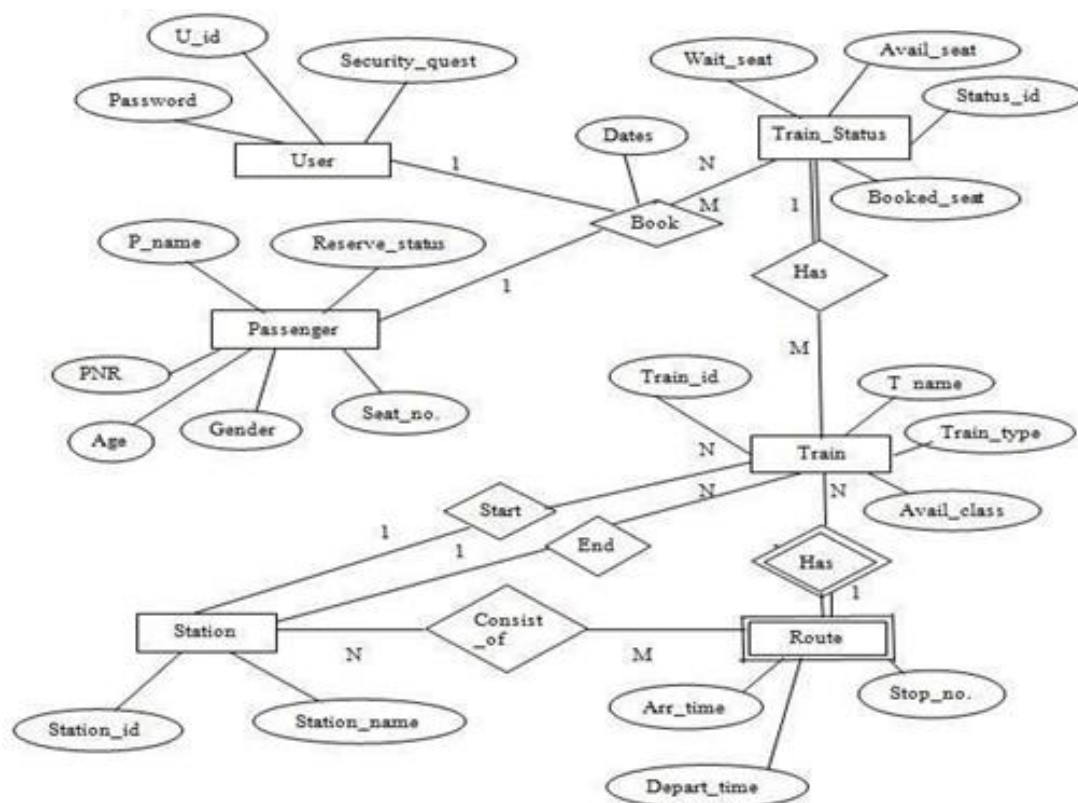 U_id
Security_quest
Password
User
Wait_seat
Avail_seat
Status_id
Train_Status
Booked_seat
Dates
1
N
M
Book
1
P_name
Reserve_status
Passenger
PNR
Age
Gender
Seat_no.
1
Has
M
Train_id
T_name
Train_type
Train
Avail_class
N
N
N
Start
End
1
1
Has
1
Station
N
Consist
_of
M
Route
Station_id
Station_name
Arr_time
Stop_no.
Depart_time